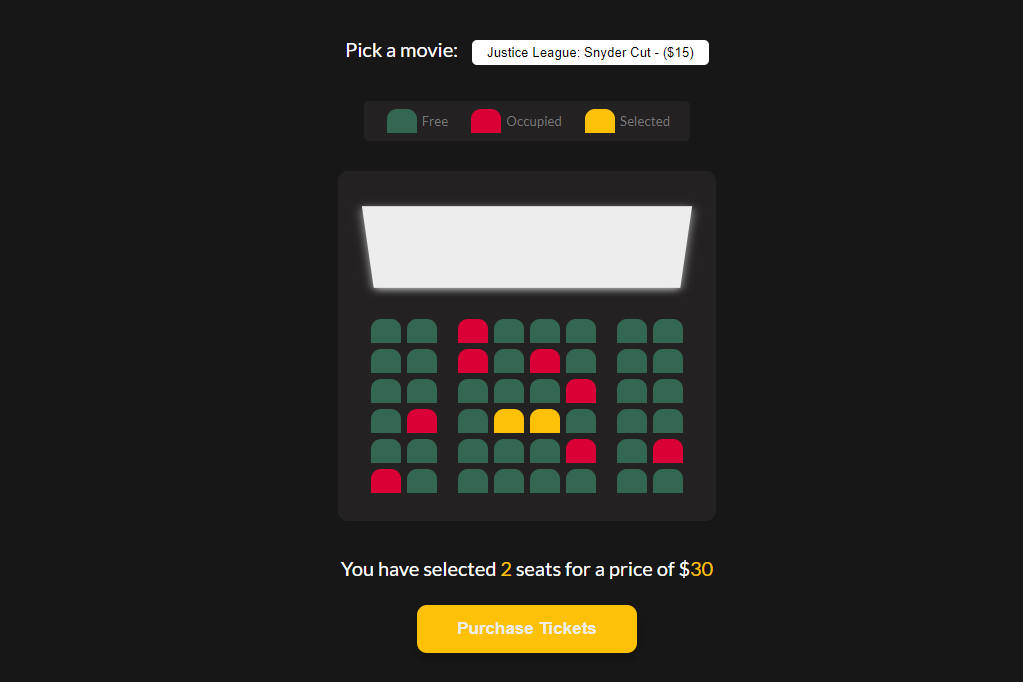 Pick a movie: Justice League: Snyder Cut - ($15)
Free Occupied Selected
You have selected 2 seats for a price of $30
Purchase Tickets